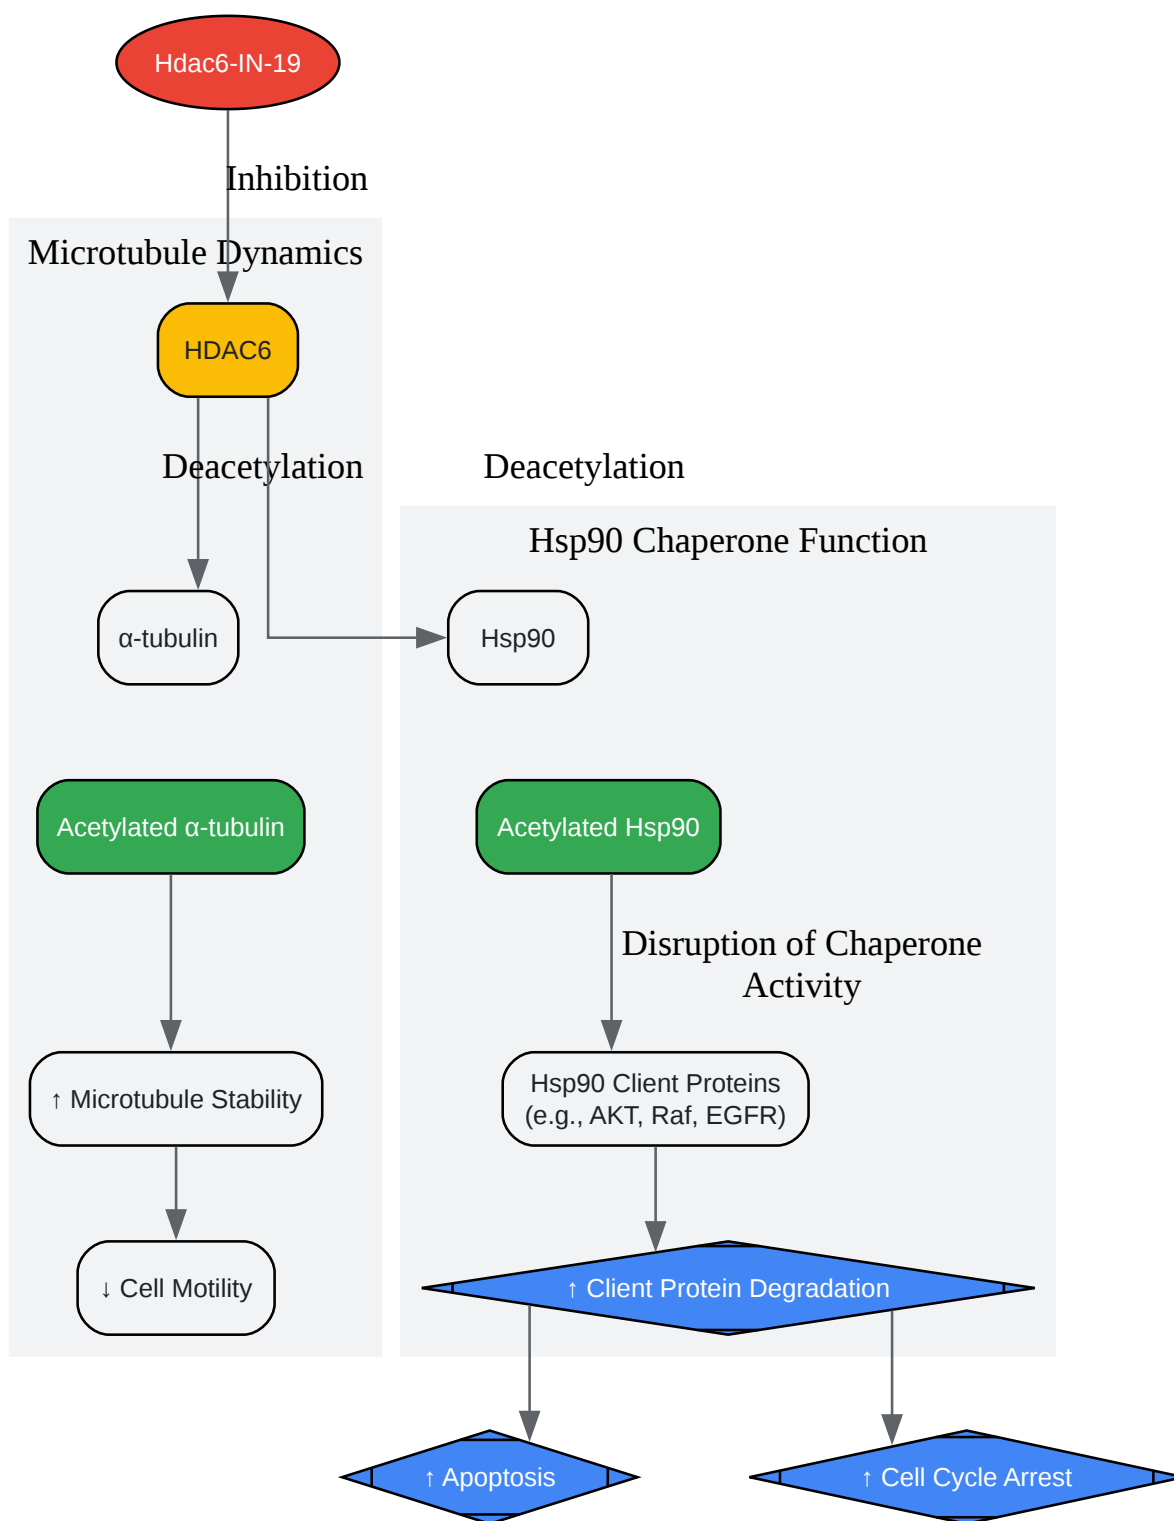 Hdac6-IN-19
Inhibition
Microtubule Dynamics
HDAC6
Deacetylation
Deacetylation
Hsp90 Chaperone Function
α-tubulin
Hsp90
Acetylated α-tubulin
Acetylated Hsp90
Disruption of Chaperone
Activity
↑ Microtubule Stability
Hsp90 Client Proteins
(e.g., AKT, Raf, EGFR)
↓ Cell Motility
↑ Client Protein Degradation
↑ Apoptosis
↑ Cell Cycle Arrest